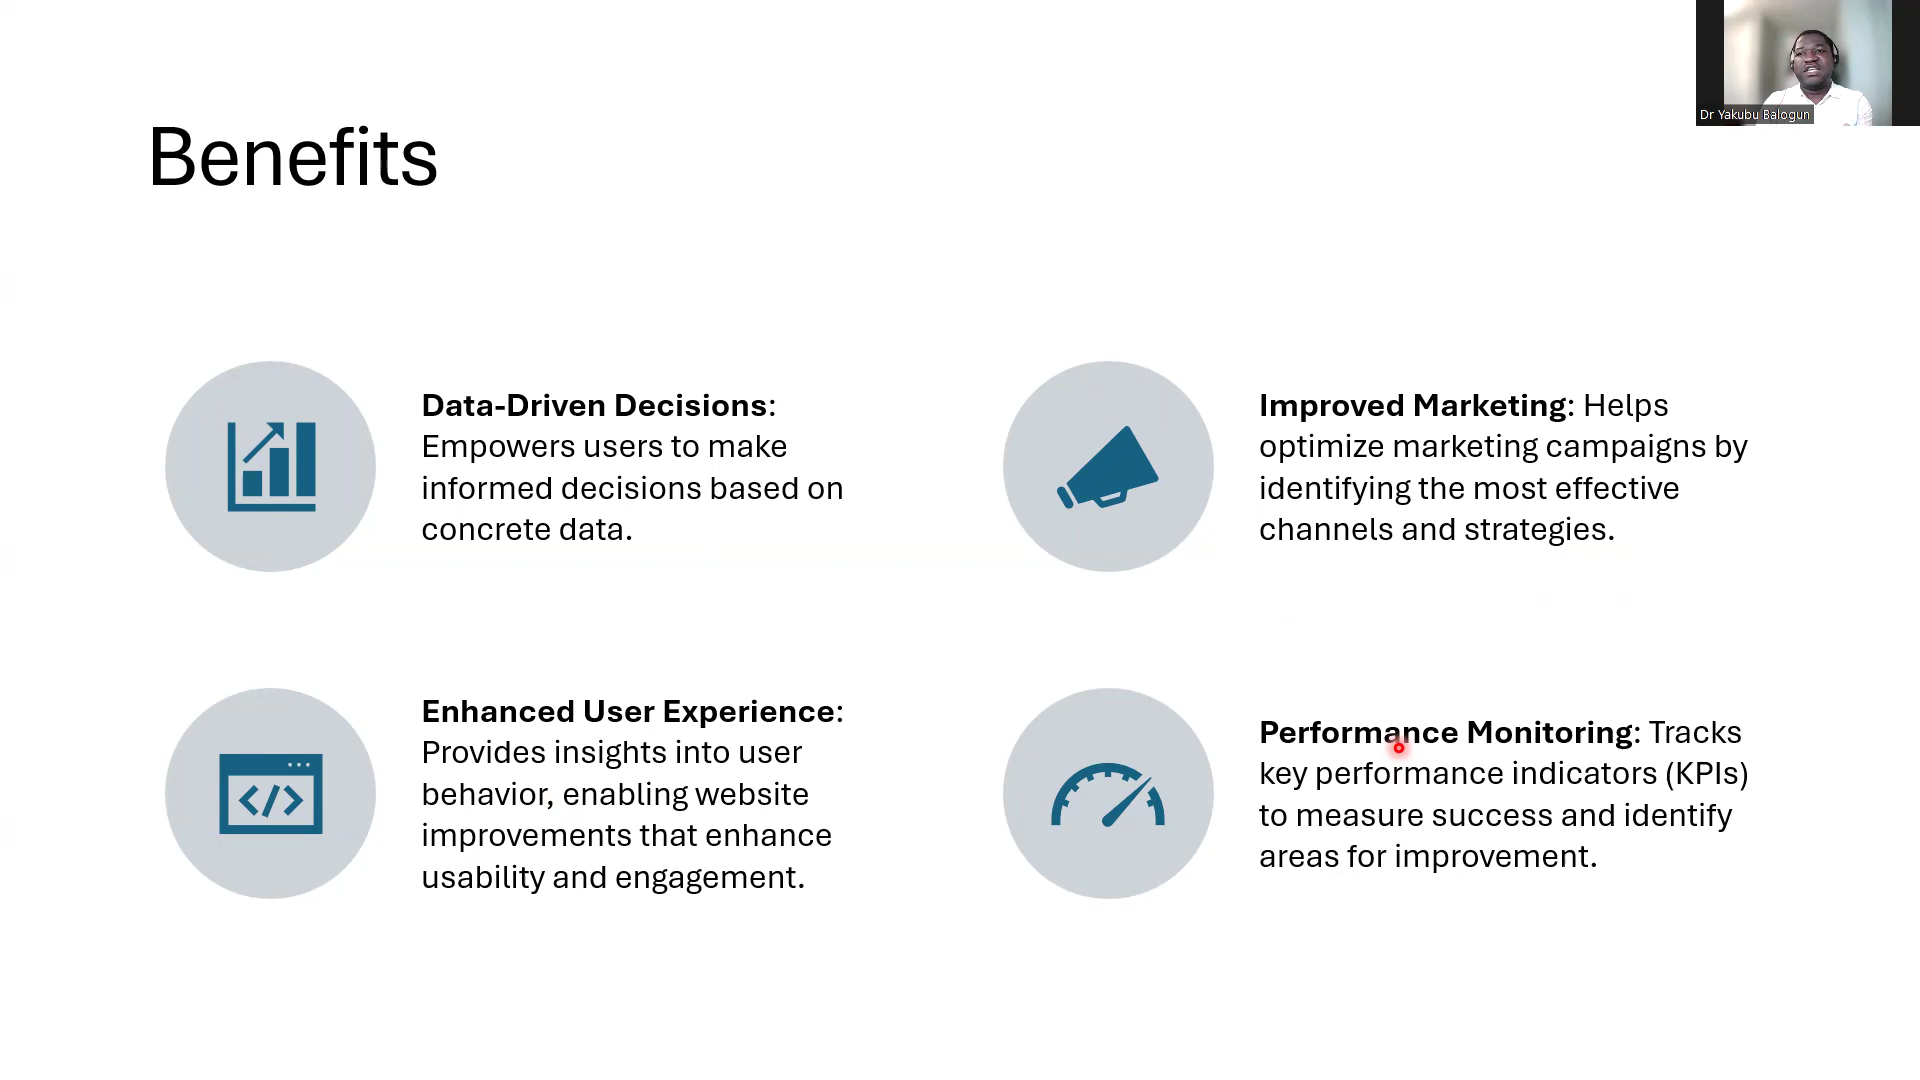 Dr Yakubu Balogun
Benefits
Data-Driven Decisions:
Empowers users to make
informed decisions based on
concrete data.
Improved Marketing: Helps
optimize marketing campaigns by
identifying the most effective
channels and strategies.
Enhanced User Experience:
Provides insights into user
behavior, enabling website
improvements that enhance
usability and engagement.
Performance Monitoring: Tracks
key performance indicators (KPIs)
to measure success and identify
areas for improvement.